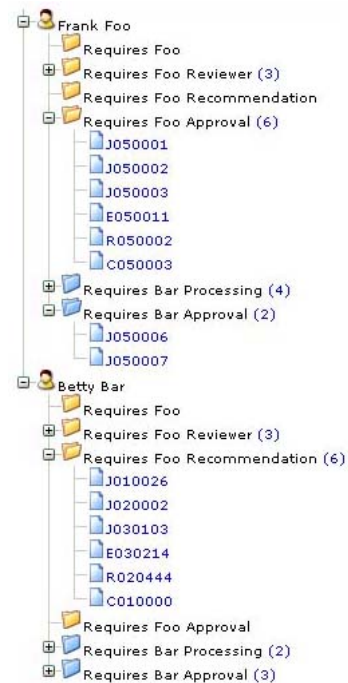 Frank Foo
Requires Foo
Requires Foo Reviewer (3)
Requires Foo Recommendation
Requires Foo Approval (6)
J050001
J050002
J050003
E050011
R050002
C050003
Requires Bar Processing (4)
Requires Bar Approval (2)
J050006
J050007
Betty Bar
Requires Foo
Requires Foo Reviewer (3)
Requires Foo Recommendation (6)
J010026
J020002
J030103
E030214
R020444
C010000
Requires Foo Approval
Requires Bar Processing (2)
Requires Bar Approval (3)